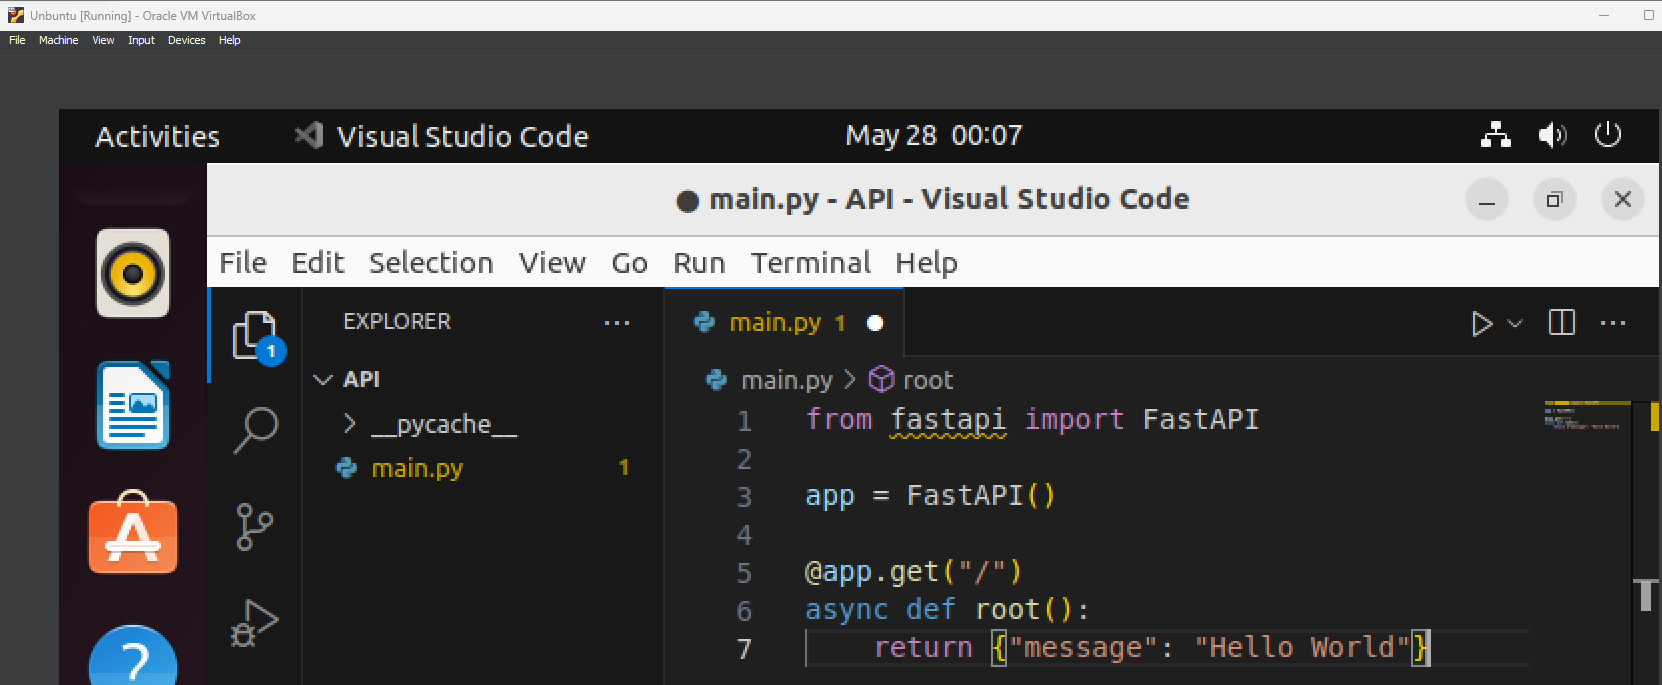 Unbuntu [Running] - Oracle VM VirtualBox
File Machine View Input Devices Help
Activities Visual Studio Code May 28 00:07
main.py - API - Visual Studio Code
File Edit Selection View Go Run Terminal Help
EXPLORER ... main.py 1
1
API
main.py > root
__pycache__
main.py 1
1 from fastapi import FastAPI
2
3 app = FastAPI()
4
5 @app.get("/")
6 async def root():
7 return {"message": "Hello World"}